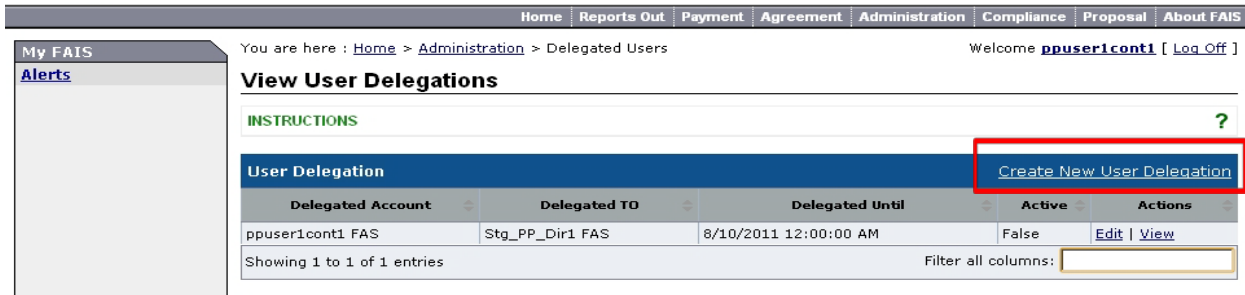 Home Reports Out Payment Agreement Administration Compliance Proposal About FAIS
My FAIS
Alerts
You are here : Home > Administration > Delegated Users
Welcome ppuser1cont1 [ Log Off ]
View User Delegations
INSTRUCTIONS ?
User Delegation Create New User Delegation
Delegated Account Delegated TO Delegated Until Active Actions
ppuser1cont1 FAS Stg_PP_Dir1 FAS 8/10/2011 12:00:00 AM False Edit | View
Showing 1 to 1 of 1 entries Filter all columns: